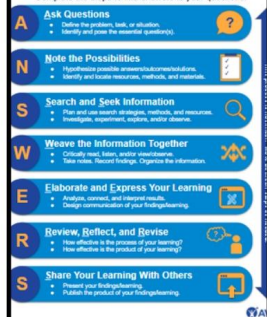 A
Ask Questions
• Define the problem, task, or situation.
• Identify and pose the essential question(s).
N
Note the Possibilities
• Hypothesize possible answers/outcomes/solutions.
• Identify and locate resources, methods, and materials.
S
Search and Seek Information
• Plan and use search strategies, methods, and resources.
• Investigate, experiment, explore, and/or observe.
W
Weave the Information Together
• Critically read, listen, and/or view/observe.
• Take notes. Record findings. Organize the information.
E
Elaborate and Express Your Learning
• Analyze, connect, and interpret results.
• Design communication of your findings/learning.
R
Review, Reflect, and Revise
• How effective is the process of your learning?
• How effective is the product of your learning?
S
Share Your Learning With Others
• Present your findings/learning.
• Publish the product of your findings/learning.